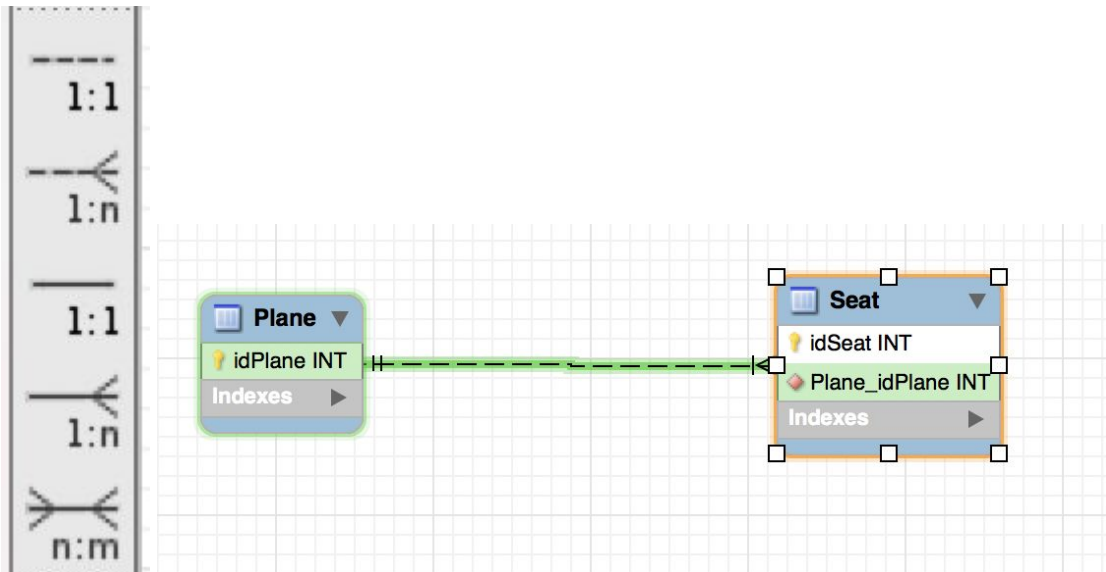 1:1
1:n
1:1
1:n
n:m
Plane
idPlane INT
Indexes
Seat
idSeat INT
Plane_idPlane INT
Indexes